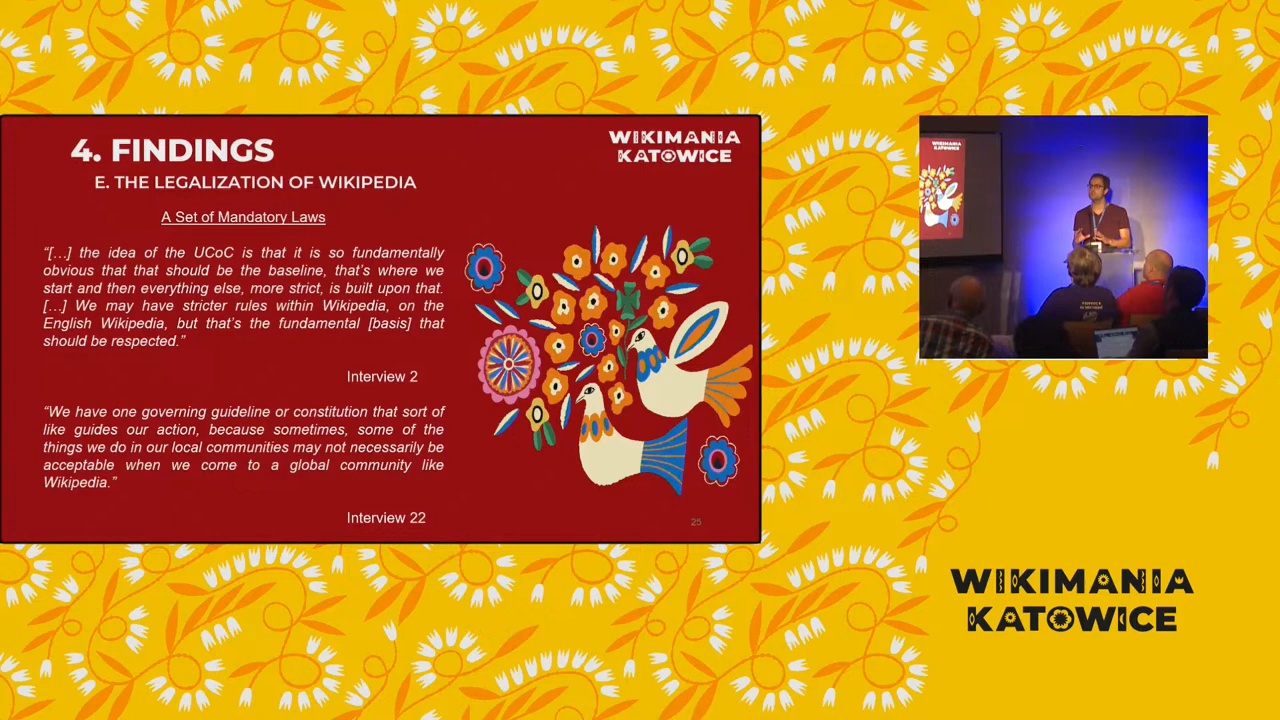 4. FINDINGS
WIKIMANIA
KATOWICE
E. THE LEGALIZATION OF WIKIPEDIA
A Set of Mandatory Laws
“[…] the idea of the UCoC is that it is so fundamentally
obvious that that should be the baseline, that’s where we
start and then everything else, more strict, is built upon that.
[…] We may have stricter rules within Wikipedia, on the
English Wikipedia, but that’s the fundamental [basis] that
should be respected.”
Interview 2
“We have one governing guideline or constitution that sort of
like guides our action, because sometimes, some of the
things we do in our local communities may not necessarily be
acceptable when we come to a global community like
Wikipedia.”
Interview 22
25
WIKIMANIA
KATOWICE
WIKIMANIA
KATOWICE